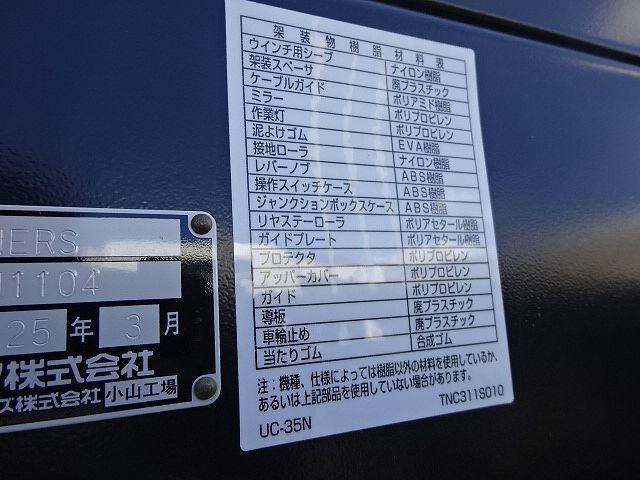 架装物樹脂材料表
ウインチ用シーブ ナイロン樹脂
架装スペーサ 廃プラスチック
ケーブルガイド ポリアミド樹脂
ミラー ポリプロピレン
作業灯 ポリプロピレン
泥よけゴム EVA樹脂
接地ローラ ナイロン樹脂
レバーノブ ABS樹脂
操作スイッチケース ABS樹脂
ジャンクションボックスケース ABS樹脂
リヤステーローラ ポリアセタール樹脂
ガイドプレート ポリアセタール樹脂
プロテクタ ポリプロピレン
アッパーカバー ポリプロピレン
ガイド ポリプロピレン
導板 廃プラスチック
車輪止め 廃プラスチック
当たりゴム 合成ゴム
注:機種、仕様によっては樹脂以外の材料を使用しているか、
あるいは上記部品を使用していない場合があります。
UC-35N TNC311S010
NERS
1104
25年3月
株式会社
ズ株式会社 小山工場